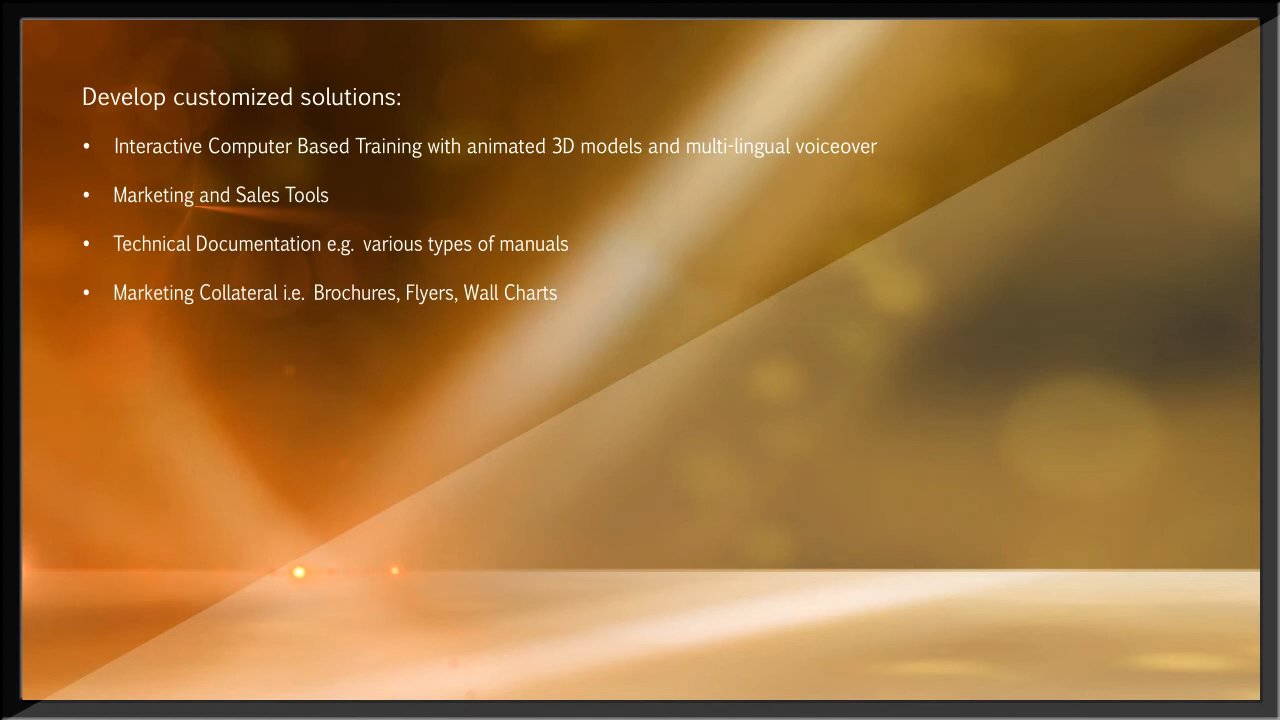 Develop customized solutions:
• Interactive Computer Based Training with animated 3D models and multi-lingual voiceover
• Marketing and Sales Tools
• Technical Documentation e.g. various types of manuals
• Marketing Collateral i.e. Brochures, Flyers, Wall Charts